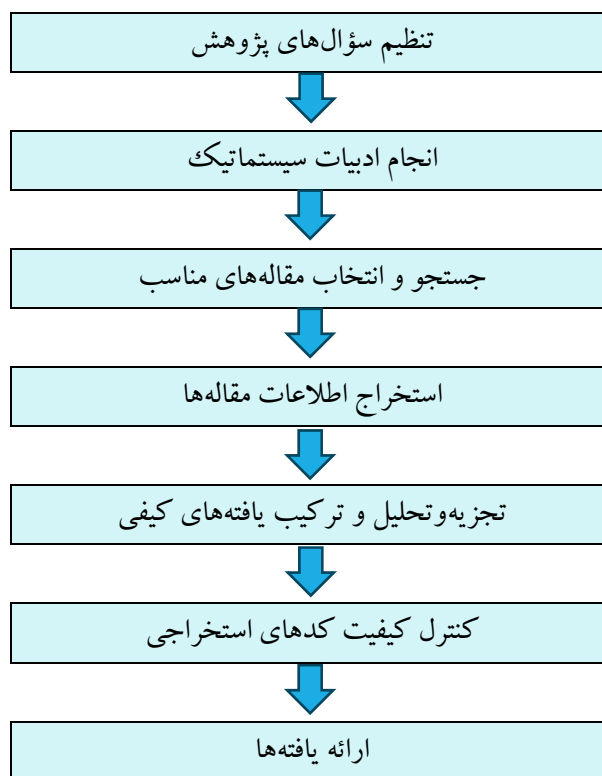 تنظیم سؤال‌های پژوهش
انجام ادبیات سیستماتیک
جستجو و انتخاب مقاله‌های مناسب
استخراج اطلاعات مقاله‌ها
تجزیه‌وتحلیل و ترکیب یافته‌های کیفی
کنترل کیفیت کدهای استخراجی
ارائه یافته‌ها